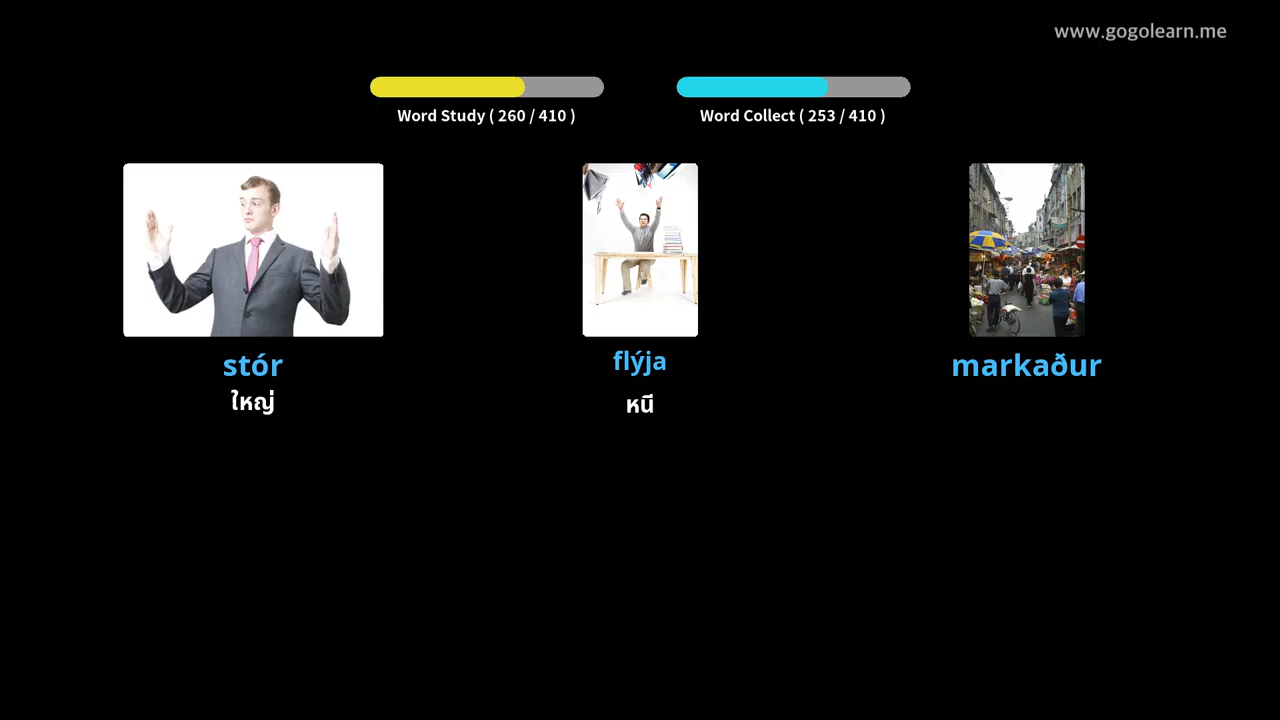 www.gogolearn.me
Word Study ( 260 / 410 )
Word Collect ( 253 / 410 )
stór
ใหญ่
flýja
หนี
markaður